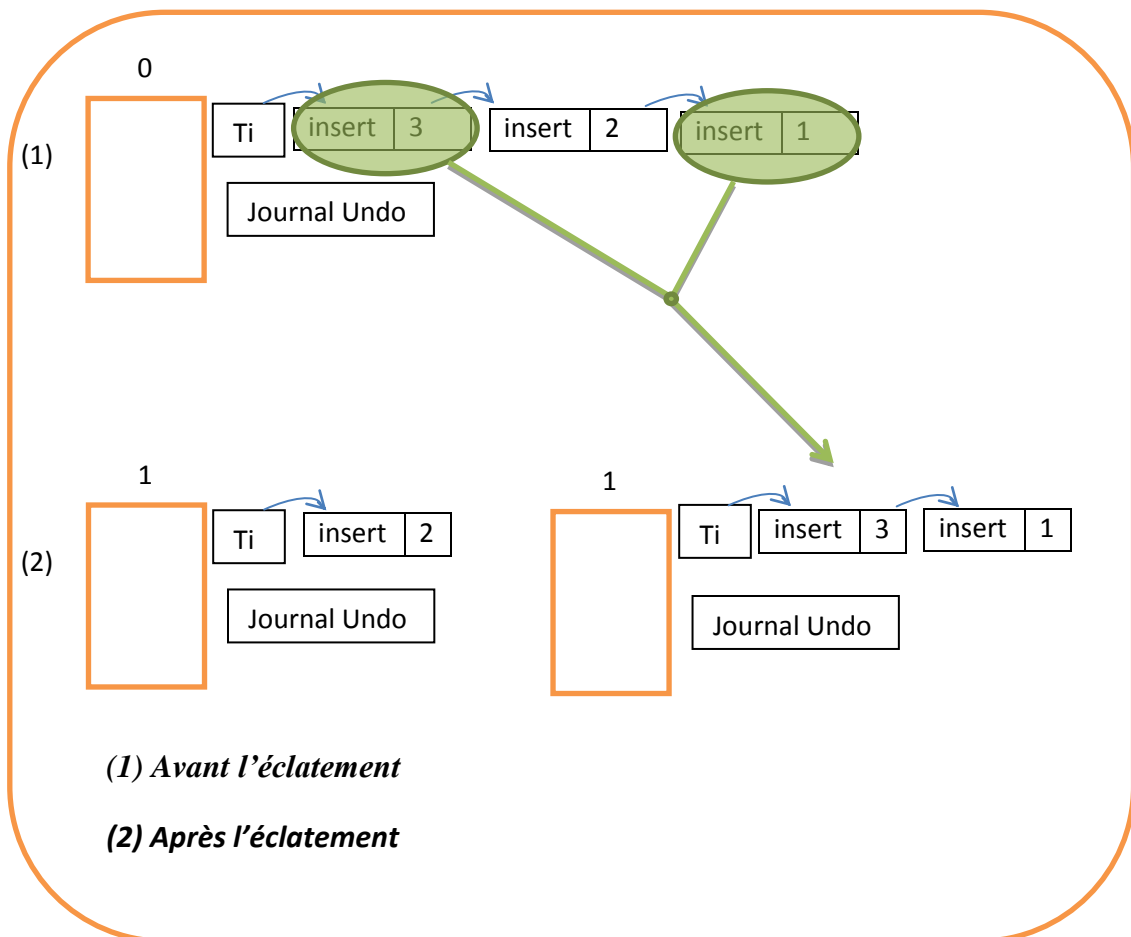 0
(1) Ti insert 3 insert 2 insert 1
Journal Undo
1 1
(2) Ti insert 2 Ti insert 3 insert 1
Journal Undo Journal Undo
(1) Avant l’éclatement
(2) Après l’éclatement